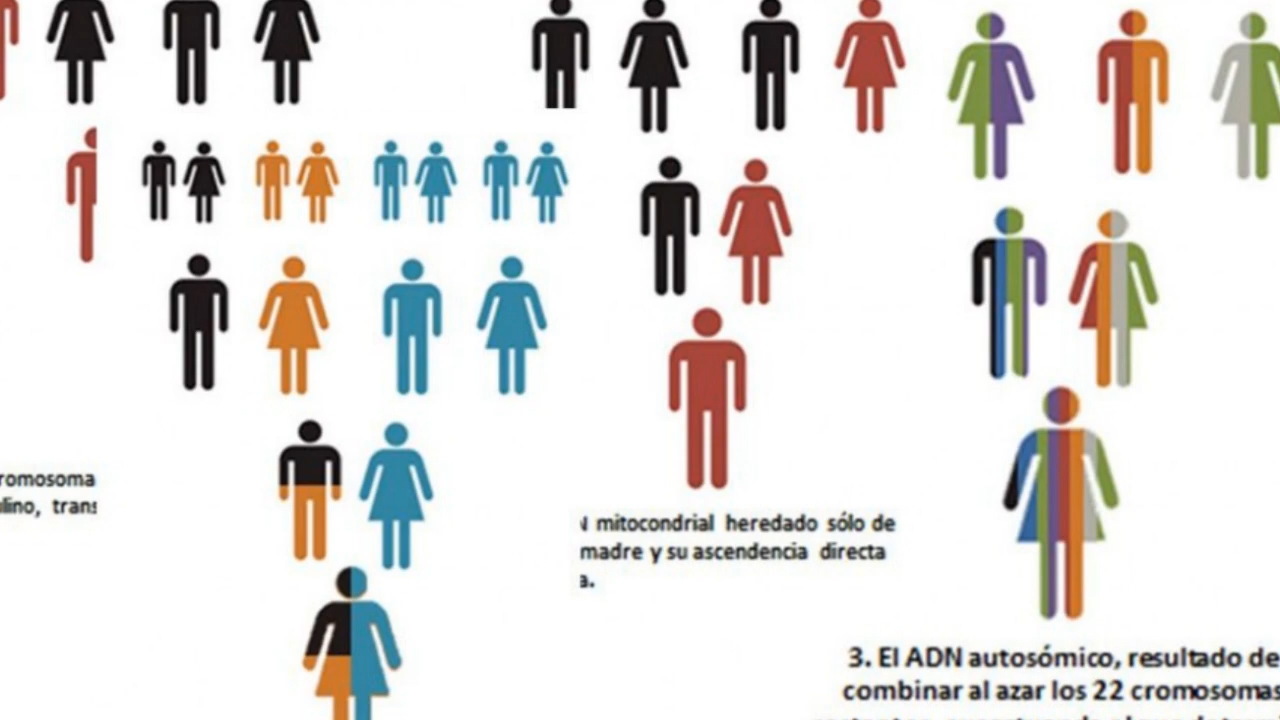 romosoma
lino, trans
mitocondrial heredado sólo de
madre y su ascendencia directa
a.
3. El ADN autosómico, resultado de
combinar al azar los 22 cromosomas